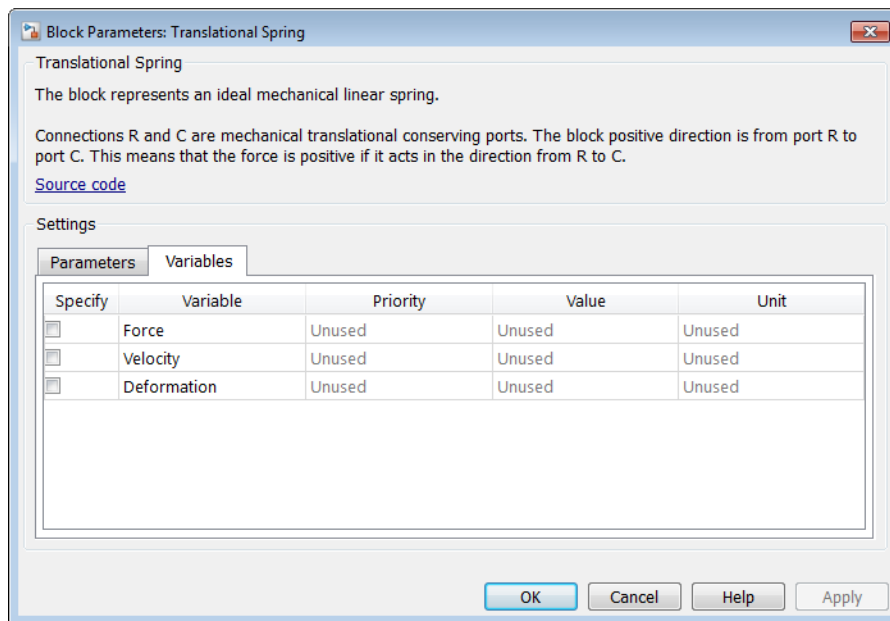 Block Parameters: Translational Spring
Translational Spring
The block represents an ideal mechanical linear spring.
Connections R and C are mechanical translational conserving ports. The block positive direction is from port R to
port C. This means that the force is positive if it acts in the direction from R to C.
Source code
Settings
Parameters Variables
Specify Variable Priority Value Unit
Force Unused Unused Unused
Velocity Unused Unused Unused
Deformation Unused Unused Unused
OK Cancel Help Apply